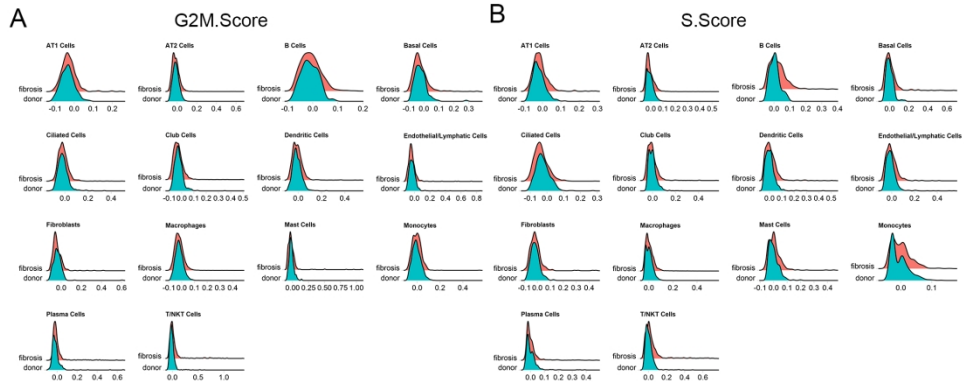 A
G2M.Score
AT1 Cells
AT2 Cells
B Cells
Basal Cells
fibrosis
donor
-0.1 0.0 0.1 0.2
0.0 0.2 0.4 0.6
-0.1 0.0 0.1 0.2
-0.1 0.0 0.1 0.2 0.3
Ciliated Cells
Club Cells
Dendritic Cells
Endothelial/Lymphatic Cells
fibrosis
donor
0.0 0.2 0.4
-0.10.0 0.1 0.2 0.3 0.4 0.5
0.0 0.2 0.4
0.0 0.2 0.4 0.6 0.8
Fibroblasts
Macrophages
Mast Cells
Monocytes
fibrosis
donor
0.0 0.2 0.4 0.6
-0.10.0 0.1 0.2 0.3 0.4
0.00 0.25 0.50 0.75 1.00
0.0 0.2 0.4
Plasma Cells
T/NKT Cells
fibrosis
donor
0.0 0.2 0.4 0.6
0.0 0.5 1.0
B
S.Score
AT1 Cells
AT2 Cells
B Cells
Basal Cells
fibrosis
donor
-0.1 0.0 0.1 0.2 0.3
0.0 0.1 0.2 0.3 0.4 0.5
0.0 0.1 0.2 0.3 0.4
0.0 0.2 0.4 0.6
Ciliated Cells
Club Cells
Dendritic Cells
Endothelial/Lymphatic Cells
fibrosis
donor
-0.1 0.0 0.1 0.2 0.3
0.0 0.1 0.2 0.3 0.4
0.0 0.2 0.4
0.0 0.2 0.4
Fibroblasts
Macrophages
Mast Cells
Monocytes
fibrosis
donor
-0.1 0.0 0.1 0.2 0.3 0.4
0.0 0.2 0.4
0.0 0.1 0.2 0.3 0.4
0.0 0.1
Plasma Cells
T/NKT Cells
fibrosis
donor
0.0 0.1 0.2 0.3 0.4
0.0 0.2 0.4 0.6